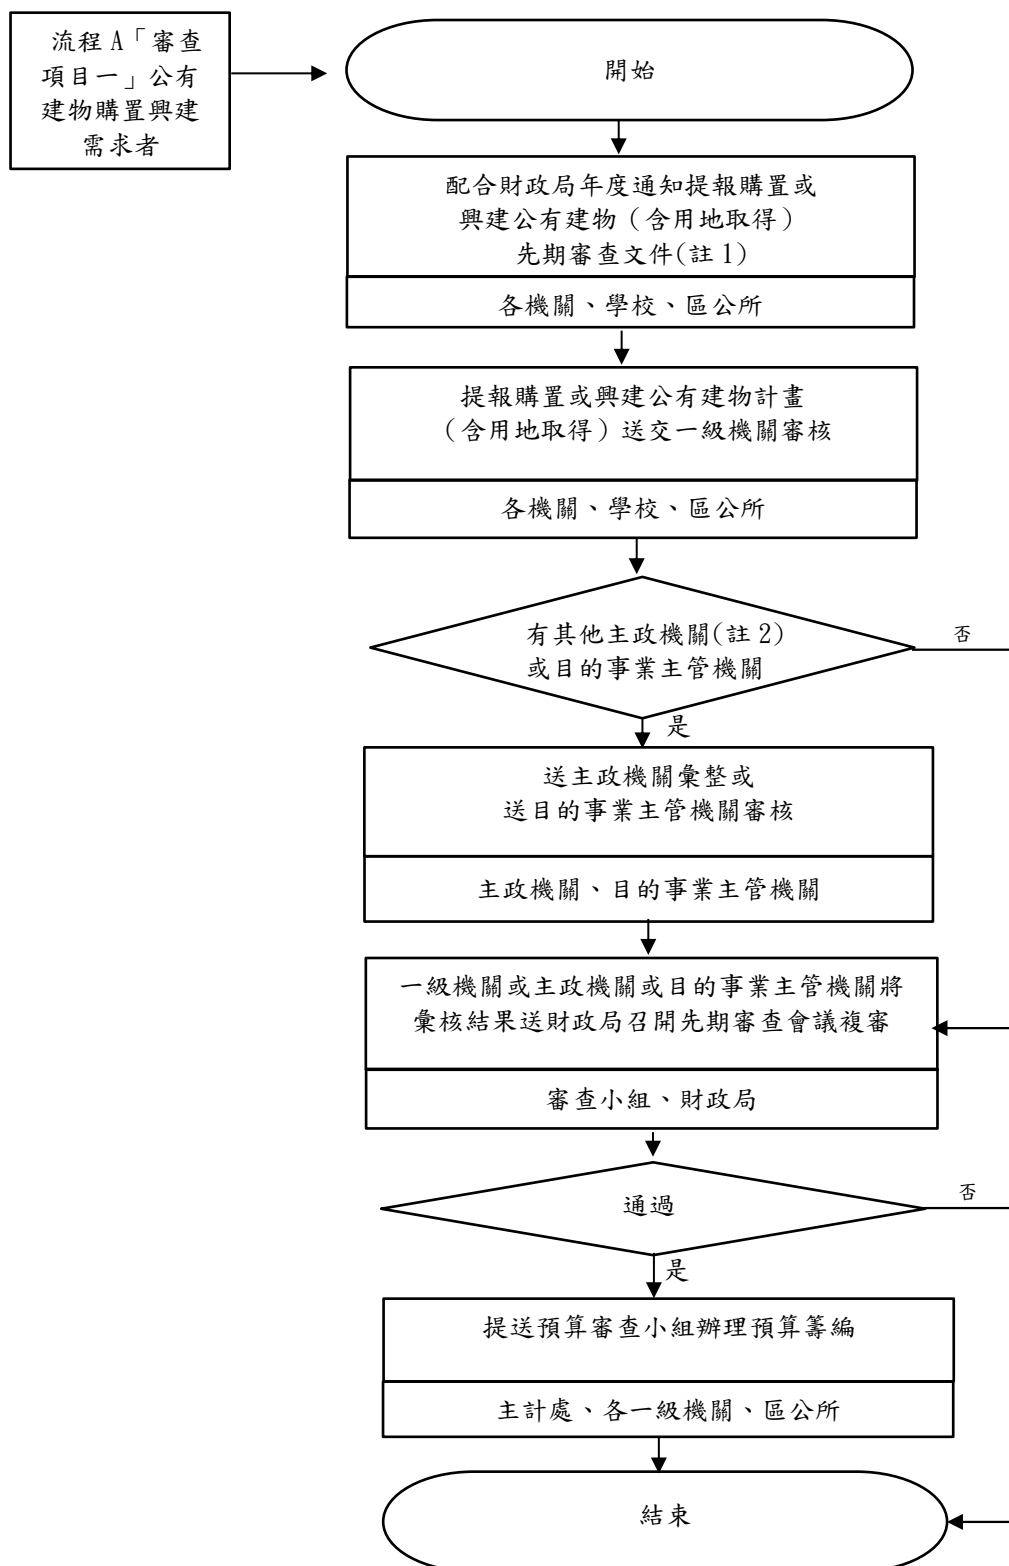 流程 A「審查
項目一」公有
建物購置興建
需求者
開始
配合財政局年度通知提報購置或
興建公有建物（含用地取得）
先期審查文件(註 1)
各機關、學校、區公所
提報購置或興建公有建物計畫
（含用地取得）送交一級機關審核
各機關、學校、區公所
有其他主政機關(註 2)
或目的事業主管機關
否
是
送主政機關彙整或
送目的事業主管機關審核
主政機關、目的事業主管機關
一級機關或主政機關或目的事業主管機關將
彙核結果送財政局召開先期審查會議複審
審查小組、財政局
通過
否
是
提送預算審查小組辦理預算籌編
主計處、各一級機關、區公所
結束